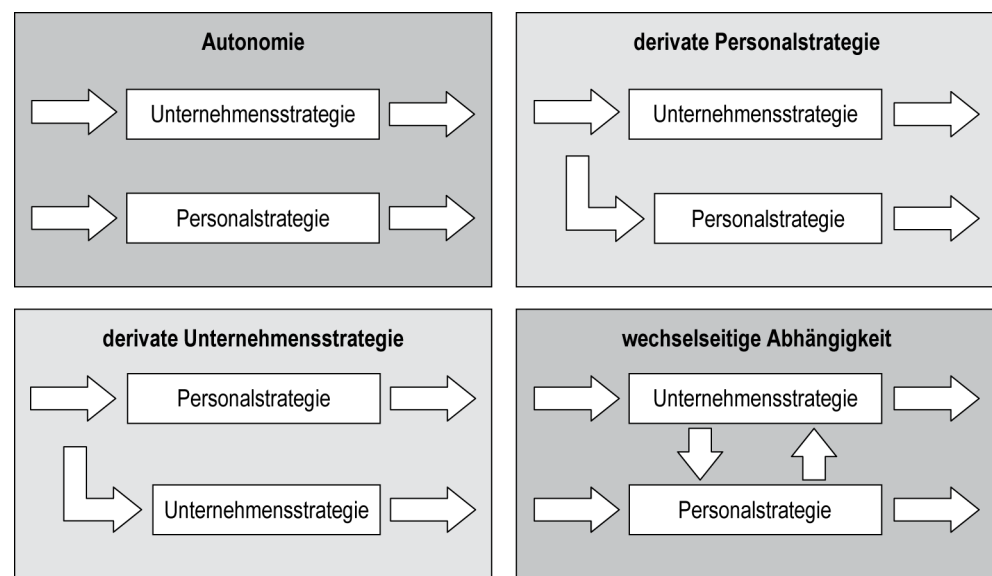 Autonomie
Unternehmensstrategie
Personalstrategie
derivate Personalstrategie
Unternehmensstrategie
Personalstrategie
derivate Unternehmensstrategie
Personalstrategie
Unternehmensstrategie
wechselseitige Abhängigkeit
Unternehmensstrategie
Personalstrategie